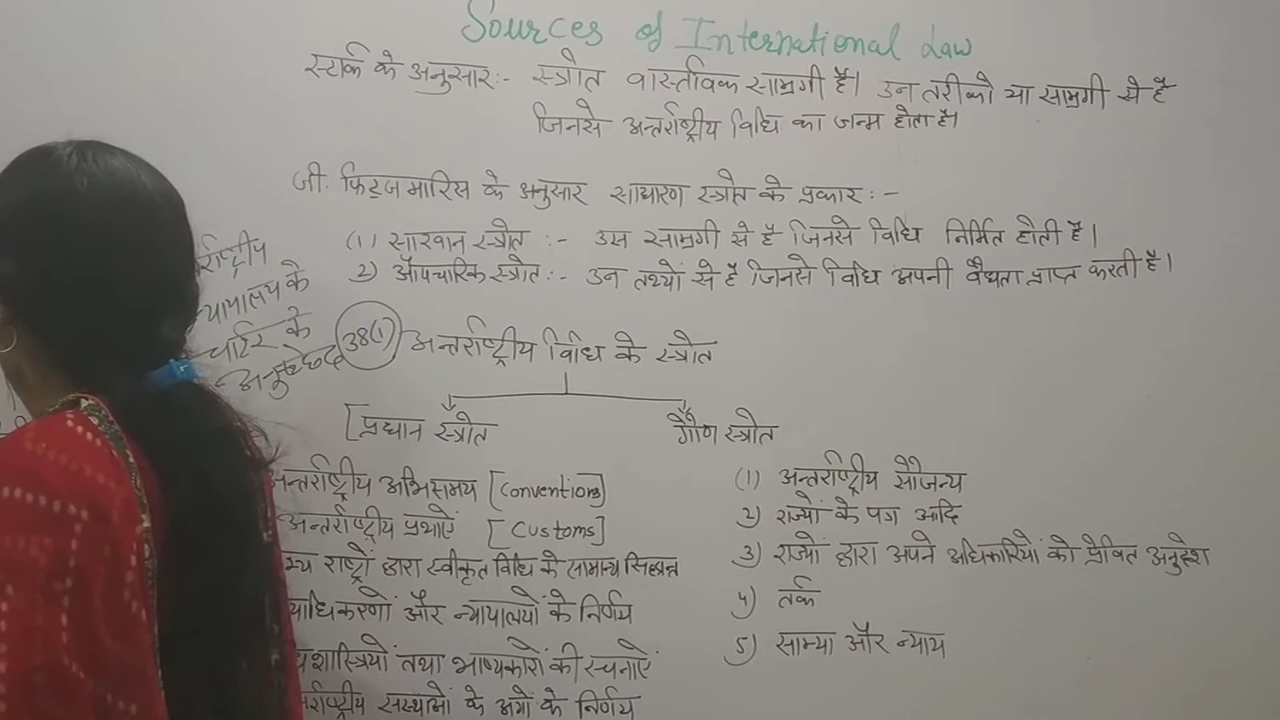 Sources of International Law
स्टार्क के अनुसार:- स्त्रोत वास्तविक सामग्री है। उन तरीको या सामग्री से है
जिनसे अन्तर्राष्ट्रीय विधि का जन्म होता है।
जी. फिट्जमारिस के अनुसार साधारण स्त्रोत के प्रकार :-
(1) सारवान स्त्रोत :- उस सामग्री से है जिनसे विधि निर्मित होती है।
2) औपचारिक स्त्रोत :- उन तथ्यों से है जिनसे विधि अपनी वैधता प्राप्त करती है।
र्राष्ट्रीय
न्यायालय के
चार्टर के
अनुच्छेद 38(1)
अन्तर्राष्ट्रीय विधि के स्त्रोत
[प्रधान स्त्रोत
गौण स्त्रोत
अन्तर्राष्ट्रीय अभिसमय [Conventions]
अन्तर्राष्ट्रीय प्रथाएँ [Customs]
भ्य राष्ट्रों द्वारा स्वीकृत विधि के सामान्य सिद्धान्त
याधिकरणों और न्यायालयों के निर्णय
धिशास्त्रियों तथा भाष्यकारों की रचनाएँ
न्तर्राष्ट्रीय संस्थाओं के अंगों के निर्णय
(1) अन्तर्राष्ट्रीय सौजन्य
2) राज्यों के पत्र आदि
3) राज्यों द्वारा अपने अधिकारियों को प्रेषित अनुदेश
4) तर्क
5) साम्या और न्याय